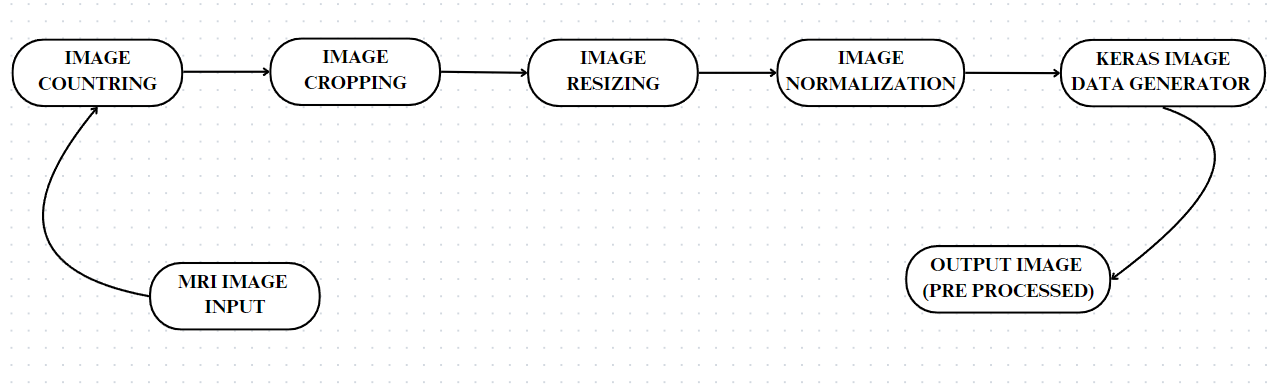 IMAGE
COUNTRING
IMAGE
CROPPING
IMAGE
RESIZING
IMAGE
NORMALIZATION
KERAS IMAGE
DATA GENERATOR
MRI IMAGE
INPUT
OUTPUT IMAGE
(PRE PROCESSED)